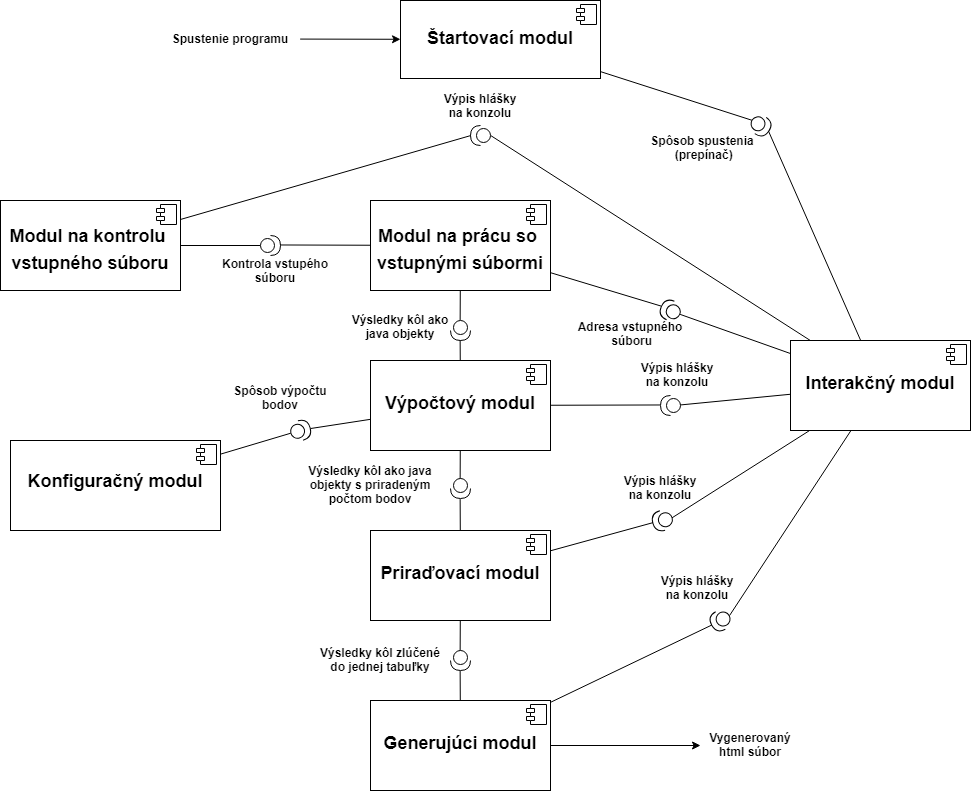 Štartovací modul
Spustenie programu
Výpis hlášky
na konzolu
Spôsob spustenia
(prepínač)
Modul na kontrolu
vstupného súboru
Modul na prácu so
vstupnými súbormi
Kontrola vstupého
súboru
Výsledky kôl ako
java objekty
Adresa vstupného
súboru
Interakčný modul
Výpis hlášky
na konzolu
Spôsob výpočtu
bodov
Výpočtový modul
Konfiguračný modul
Výsledky kôl ako java
objekty s priradeným
počtom bodov
Výpis hlášky
na konzolu
Priraďovací modul
Výpis hlášky
na konzolu
Výsledky kôl zlúčené
do jednej tabuľky
Generujúci modul
Vygenerovaný
html súbor